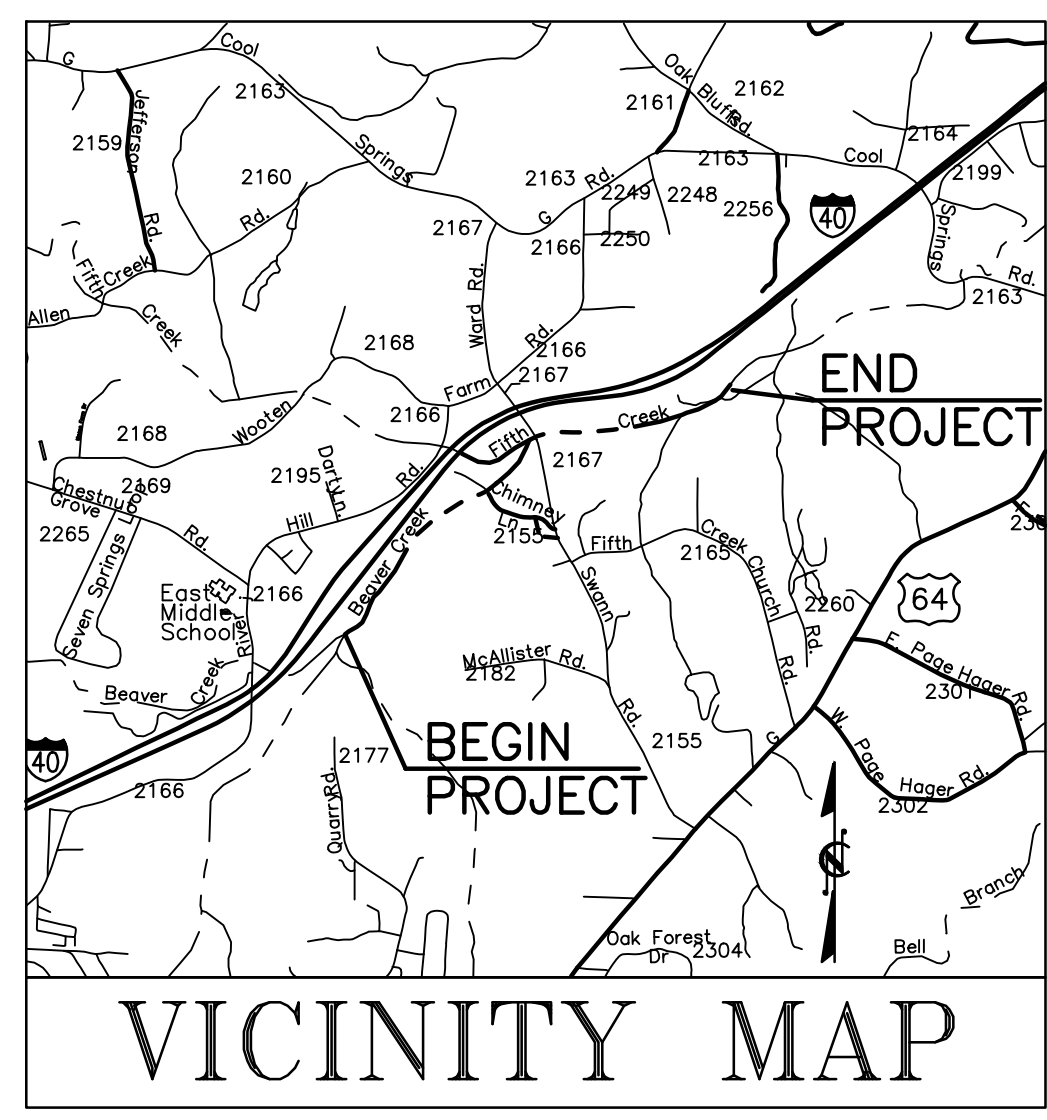 G
Cool
2163
Oak Bluffs
Rd.
2162
2161
Jefferson
2159
2164
Springs
2163
Cool
2160
2163
Rd.
2199
2249
2248
Rd.
Rd.
G
2256
40
2167
2166
2250
Springs
Fifth
Creek
Ward Rd.
Rd.
2163
Allen
Creek
2168
Rd.
2166
2167
END
PROJECT
Farm
2166
Wooten
Creek
2168
Fifth
2167
2195
Darty
Ln.
Rd.
Chestnut
Grove
2169
Chimney
Ln
2155
2265
Rd.
Hill
Seven Springs Loop
Beaver Creek
Fifth
2165
Creek Church
Rd.
Swann
East
Middle
School
2166
River
2260
Rd.
64
McAllister Rd.
2182
E. Page Hager Rd.
2301
Beaver
Creek
Rd.
2155
G
W. Page
Hager Rd.
2302
40
2177
BEGIN
PROJECT
2166
Quarry
Rd.
N
Branch
Oak Forest
Dr
2304
Bell
VICINITY MAP